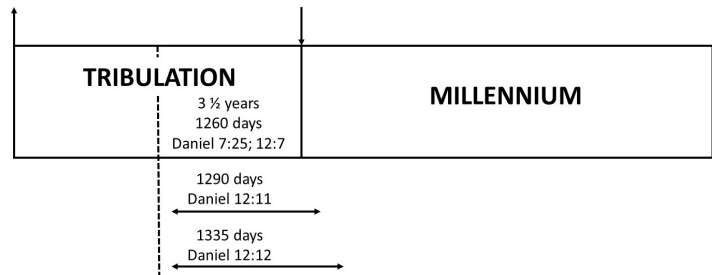 TRIBULATION
MILLENNIUM
3 ½ years
1260 days
Daniel 7:25; 12:7
1290 days
Daniel 12:11
1335 days
Daniel 12:12